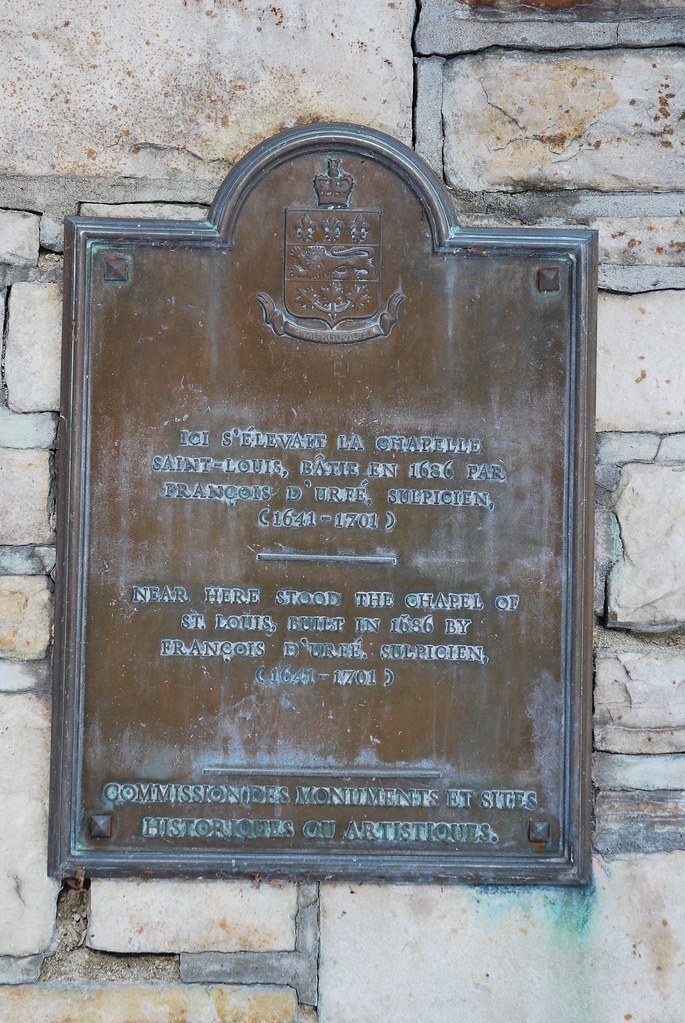 ICI S'ÉLEVAIT LA CHAPELLE
SAINT-LOUIS, BÂTIE EN 1686 PAR
FRANÇOIS D'URFÉ, SULPICIEN,
(1641-1701)
NEAR HERE STOOD THE CHAPEL OF
ST. LOUIS, BUILT IN 1686 BY
FRANÇOIS D'URFÉ, SULPICIEN,
(1641-1701)
COMMISSION DES MONUMENTS ET SITES
HISTORIQUES OU ARTISTIQUES.